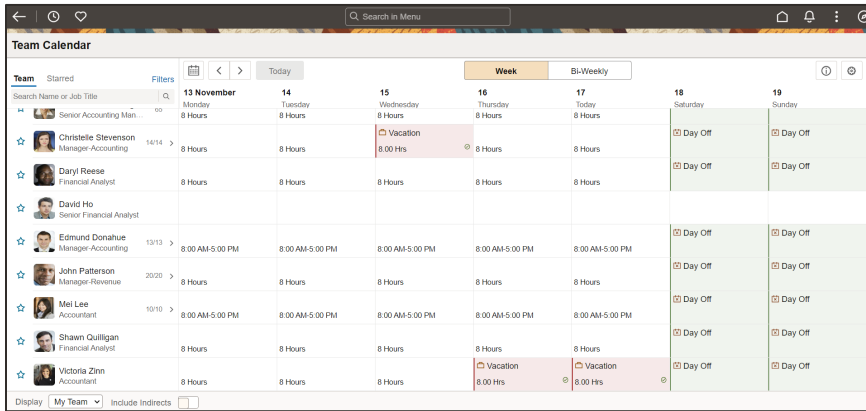 Search in Menu
Team Calendar
Team Starred Filters
Today
Week Bi-Weekly
Search Name or Job Title
13 November 14 15 16 17 18 19
Monday Tuesday Wednesday Thursday Today Saturday Sunday
Senior Accounting Man...
8 Hours 8 Hours 8 Hours 8 Hours 8 Hours
Christelle Stevenson
Manager-Accounting
14/14
8 Hours 8 Hours
Vacation
8.00 Hrs
8 Hours 8 Hours
Day Off Day Off
Daryl Reese
Financial Analyst
8 Hours 8 Hours 8 Hours 8 Hours 8 Hours
Day Off Day Off
David Ho
Senior Financial Analyst
Edmund Donahue
Manager-Accounting
13/13
8:00 AM-5:00 PM 8:00 AM-5:00 PM 8:00 AM-5:00 PM 8:00 AM-5:00 PM 8:00 AM-5:00 PM
Day Off Day Off
John Patterson
Manager-Revenue
20/20
8 Hours 8 Hours 8 Hours 8 Hours 8 Hours
Day Off Day Off
Mei Lee
Accountant
10/10
8:00 AM-5:00 PM 8:00 AM-5:00 PM 8:00 AM-5:00 PM 8:00 AM-5:00 PM 8:00 AM-5:00 PM
Day Off Day Off
Shawn Quilligan
Financial Analyst
8 Hours 8 Hours 8 Hours 8 Hours 8 Hours
Day Off Day Off
Victoria Zinn
Accountant
8 Hours 8 Hours 8 Hours
Vacation Vacation
8.00 Hrs 8.00 Hrs
Day Off Day Off
Display My Team Include Indirects